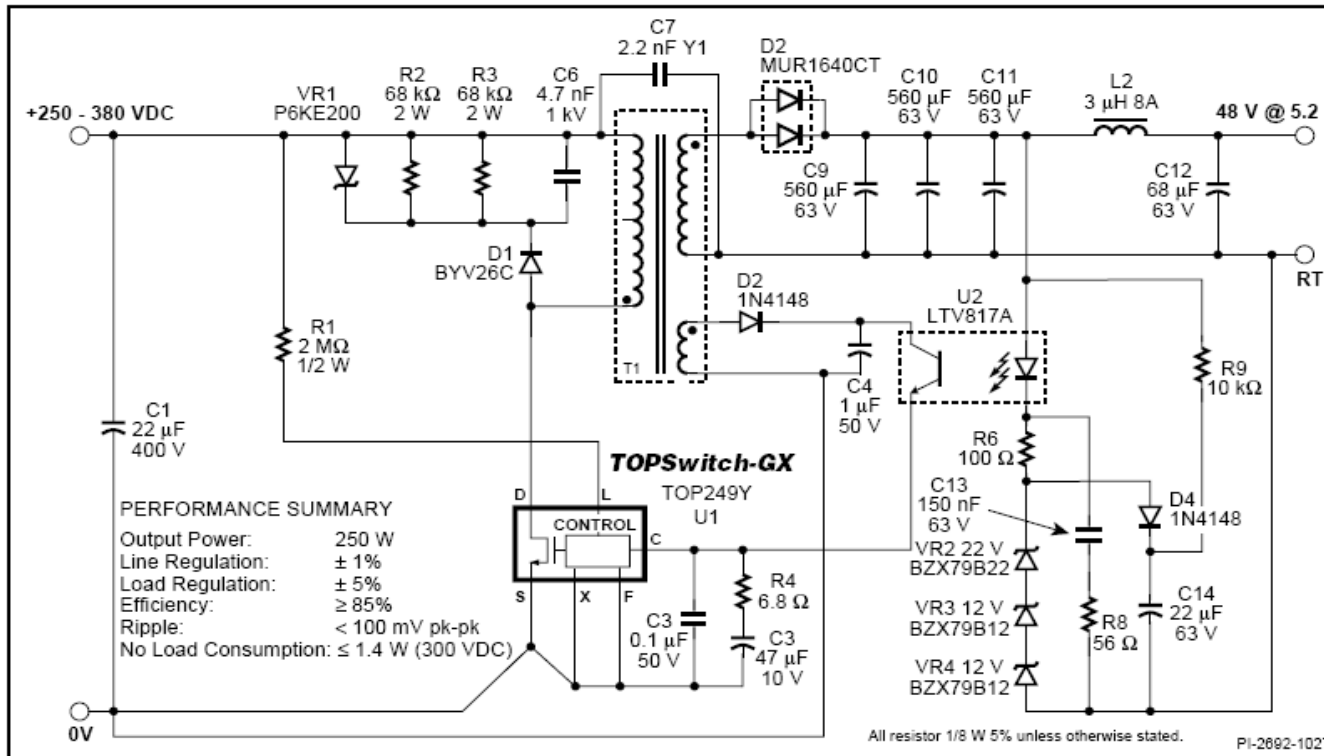 C7
2.2 nF Y1
D2
MUR1640CT
VR1
P6KE200
R2
68 kΩ
2 W
R3
68 kΩ
2 W
C6
4.7 nF
1 kV
C10
560 µF
63 V
C11
560 µF
63 V
L2
3 µH 8A
+250 - 380 VDC
48 V @ 5.2
C9
560 µF
63 V
C12
68 µF
63 V
D1
BYV26C
RT
D2
1N4148
U2
LTV817A
R1
2 MΩ
1/2 W
T1
C4
1 µF
50 V
R9
10 kΩ
C1
22 µF
400 V
R6
100 Ω
TOPSwitch-GX
TOP249Y
U1
D
L
CONTROL
C
S
X
F
C13
150 nF
63 V
D4
1N4148
PERFORMANCE SUMMARY
Output Power: 250 W
Line Regulation: ± 1%
Load Regulation: ± 5%
Efficiency: ≥ 85%
Ripple: < 100 mV pk-pk
No Load Consumption: ≤ 1.4 W (300 VDC)
R4
6.8 Ω
C3
0.1 µF
50 V
C3
47 µF
10 V
VR2 22 V
BZX79B22
VR3 12 V
BZX79B12
VR4 12 V
BZX79B12
R8
56 Ω
C14
22 µF
63 V
0V
All resistor 1/8 W 5% unless otherwise stated.
PI-2692-102